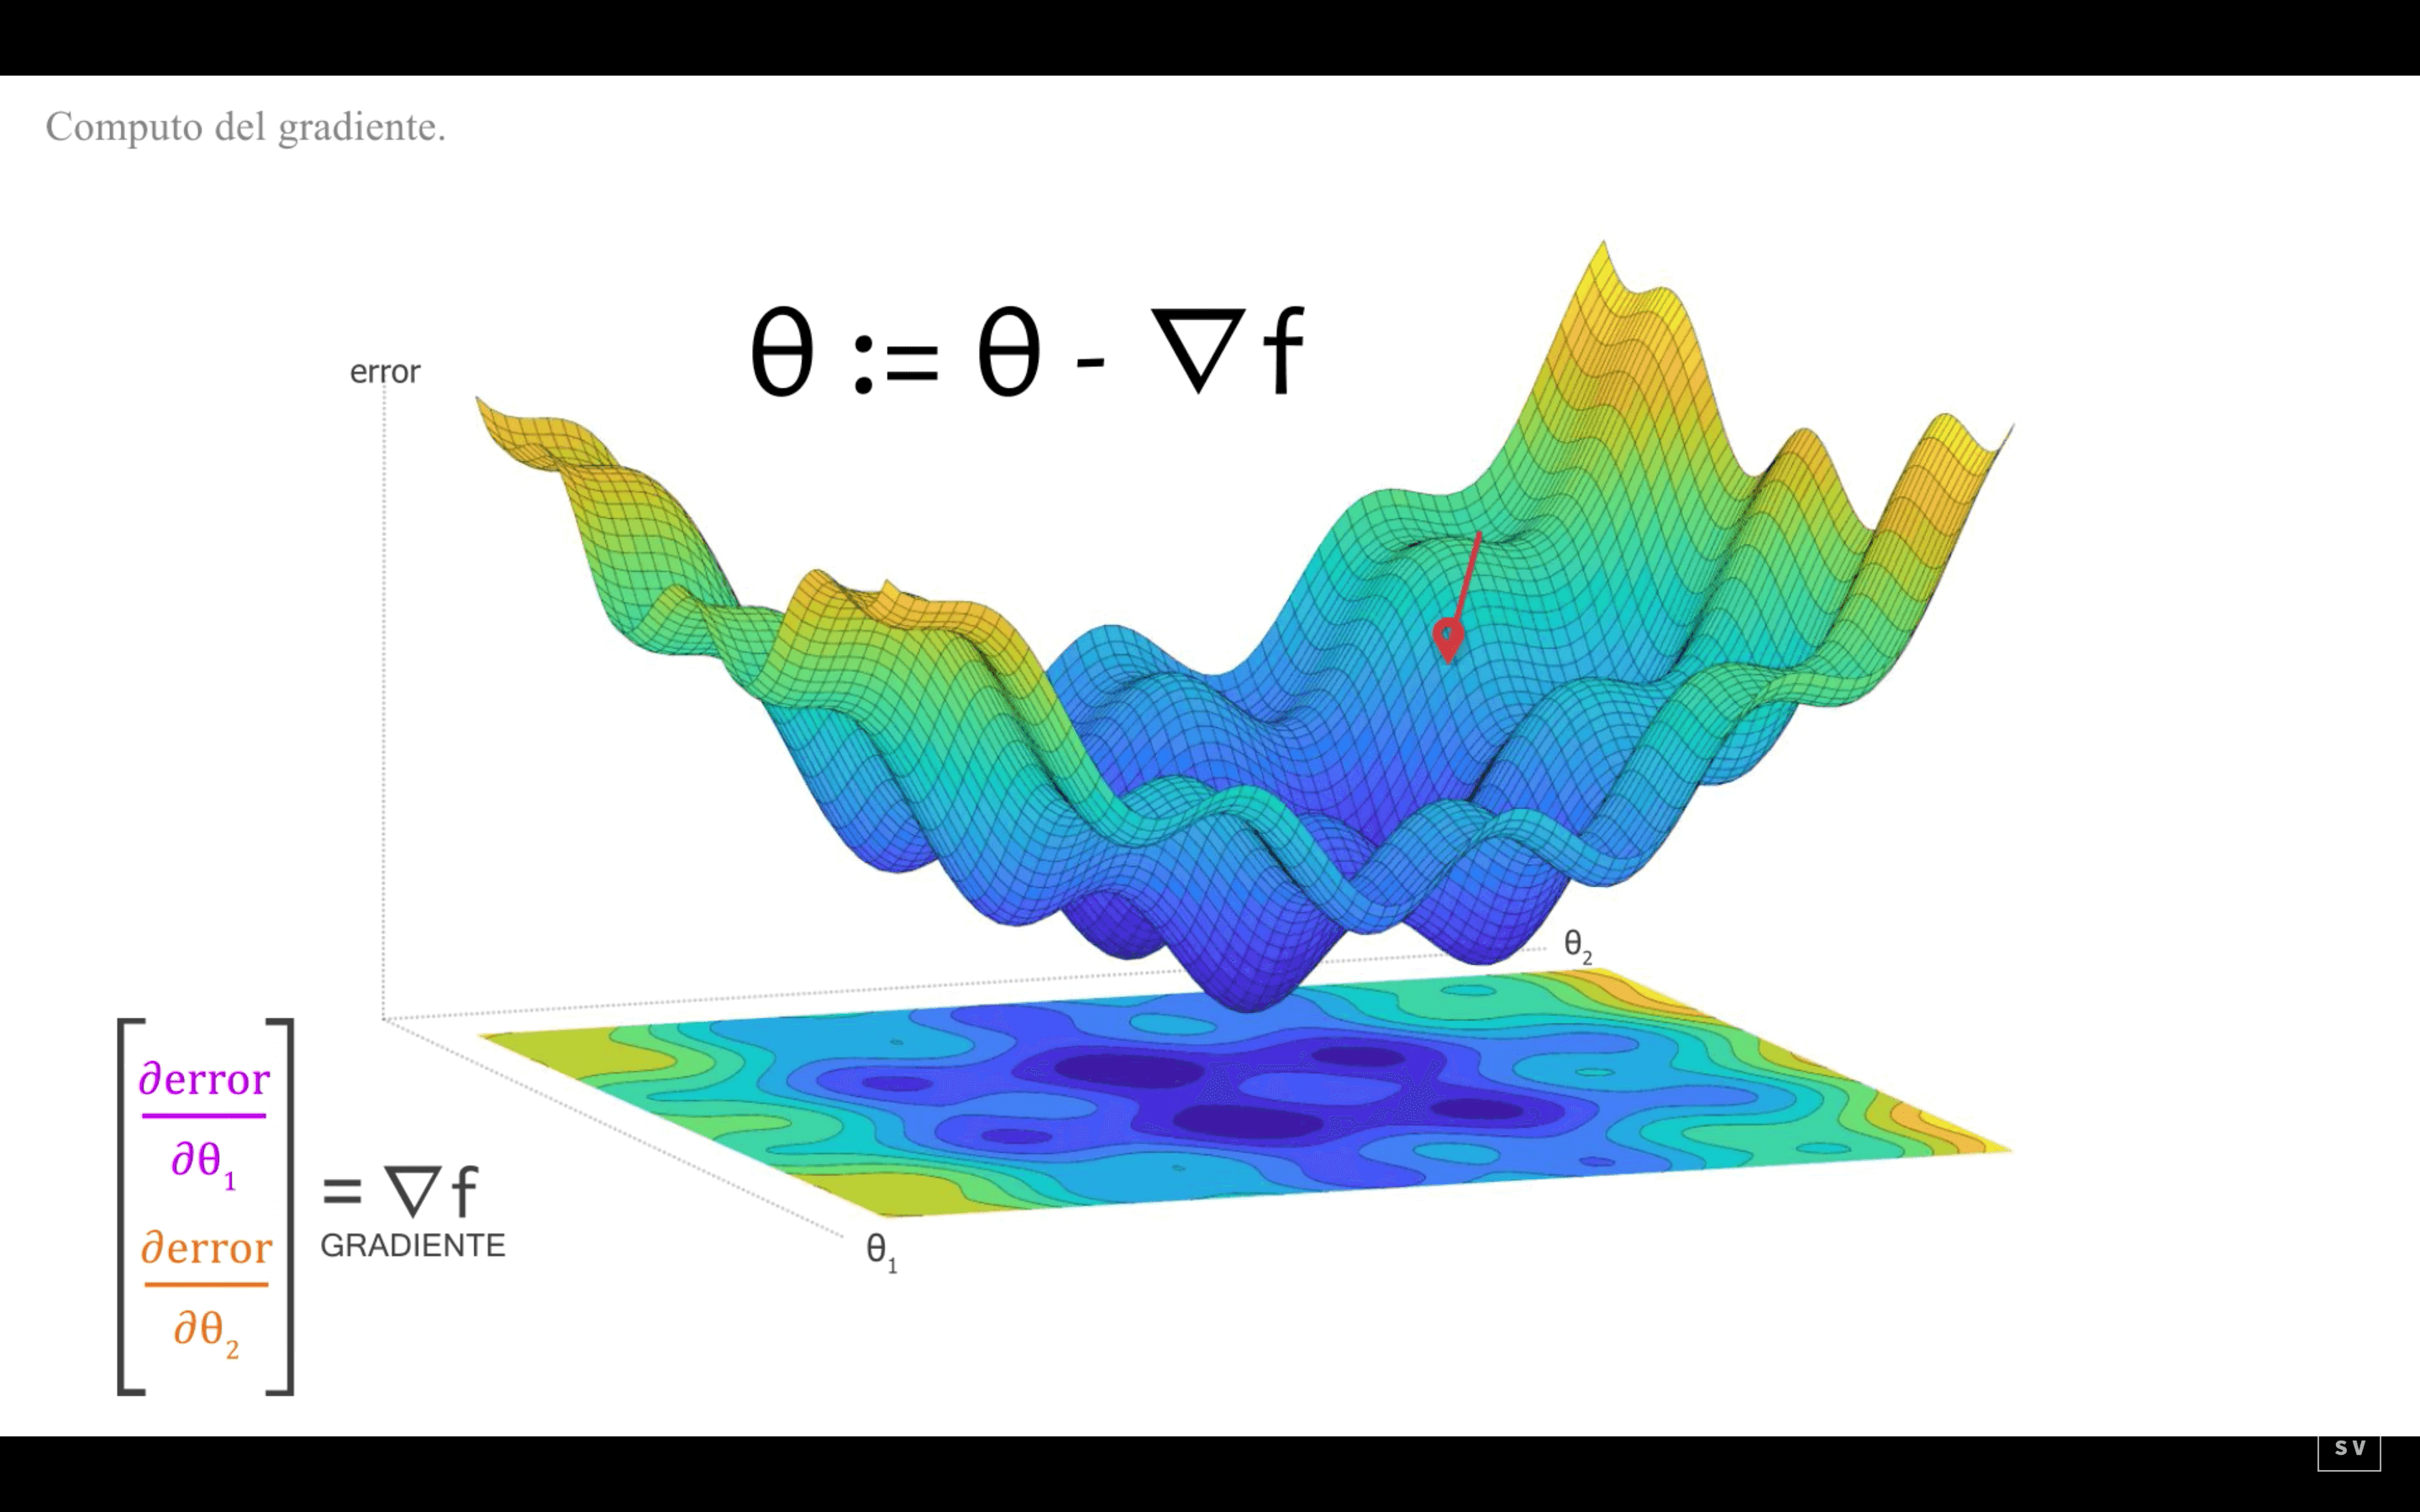 Computo del gradiente.
θ := θ - ∇f
error
θ₂
∂error
∂θ₁
∂error
∂θ₂
= ∇f
GRADIENTE
θ₁
SV